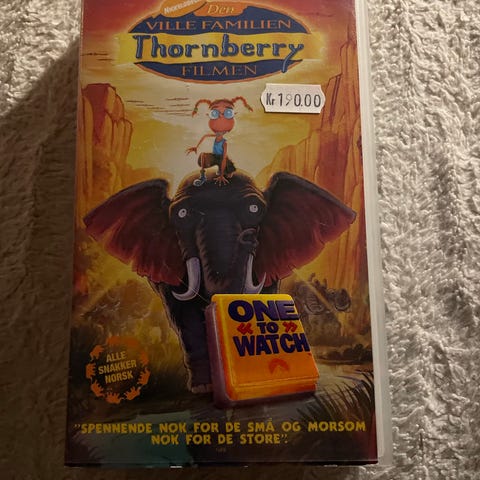 NICKELODEON
Den
VILLE FAMILIEN
Thornberry
FILMEN
Kr 190.00
ONE
TO
WATCH
ALLE
SNAKKER
NORSK
"SPENNENDE NOK FOR DE SMÅ OG MORSOM
NOK FOR DE STORE".